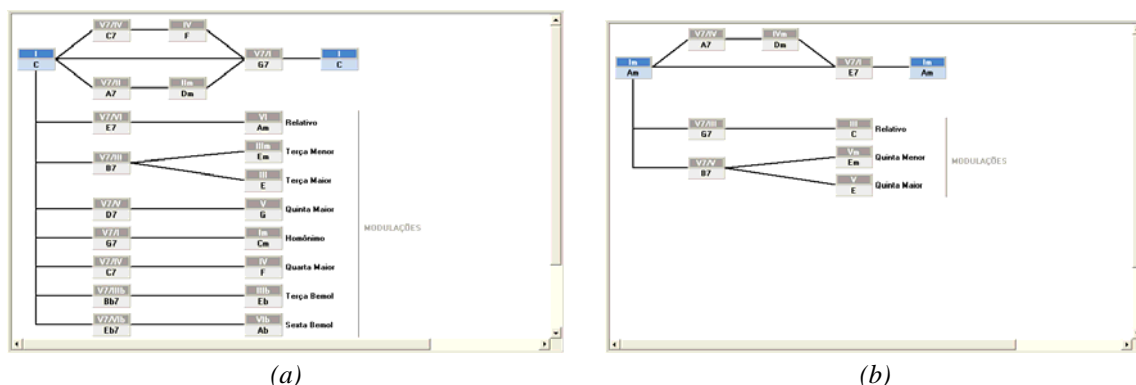 V7/IV IV
C7 F
I V7/I I
C G7 C
V7/II IIm
A7 Dm
V7/VI VI
E7 Am Relativo
IIIm
Em Terça Menor
V7/III
B7
III
E Terça Maior
V7/V V
D7 G Quinta Maior
MODULAÇÕES
V7/I Im
G7 Cm Homônimo
V7/IV IV
C7 F Quarta Maior
V7/IIIb IIIb
Bb7 Eb Terça Bemol
V7/VIb VIb
Eb7 Ab Sexta Bemol
(a)
V7/IV IVm
A7 Dm
Im V7/I Im
Am E7 Am
V7/III III
G7 C Relativo
Vm
Em Quinta Menor
MODULAÇÕES
V7/V
B7
V
E Quinta Maior
(b)